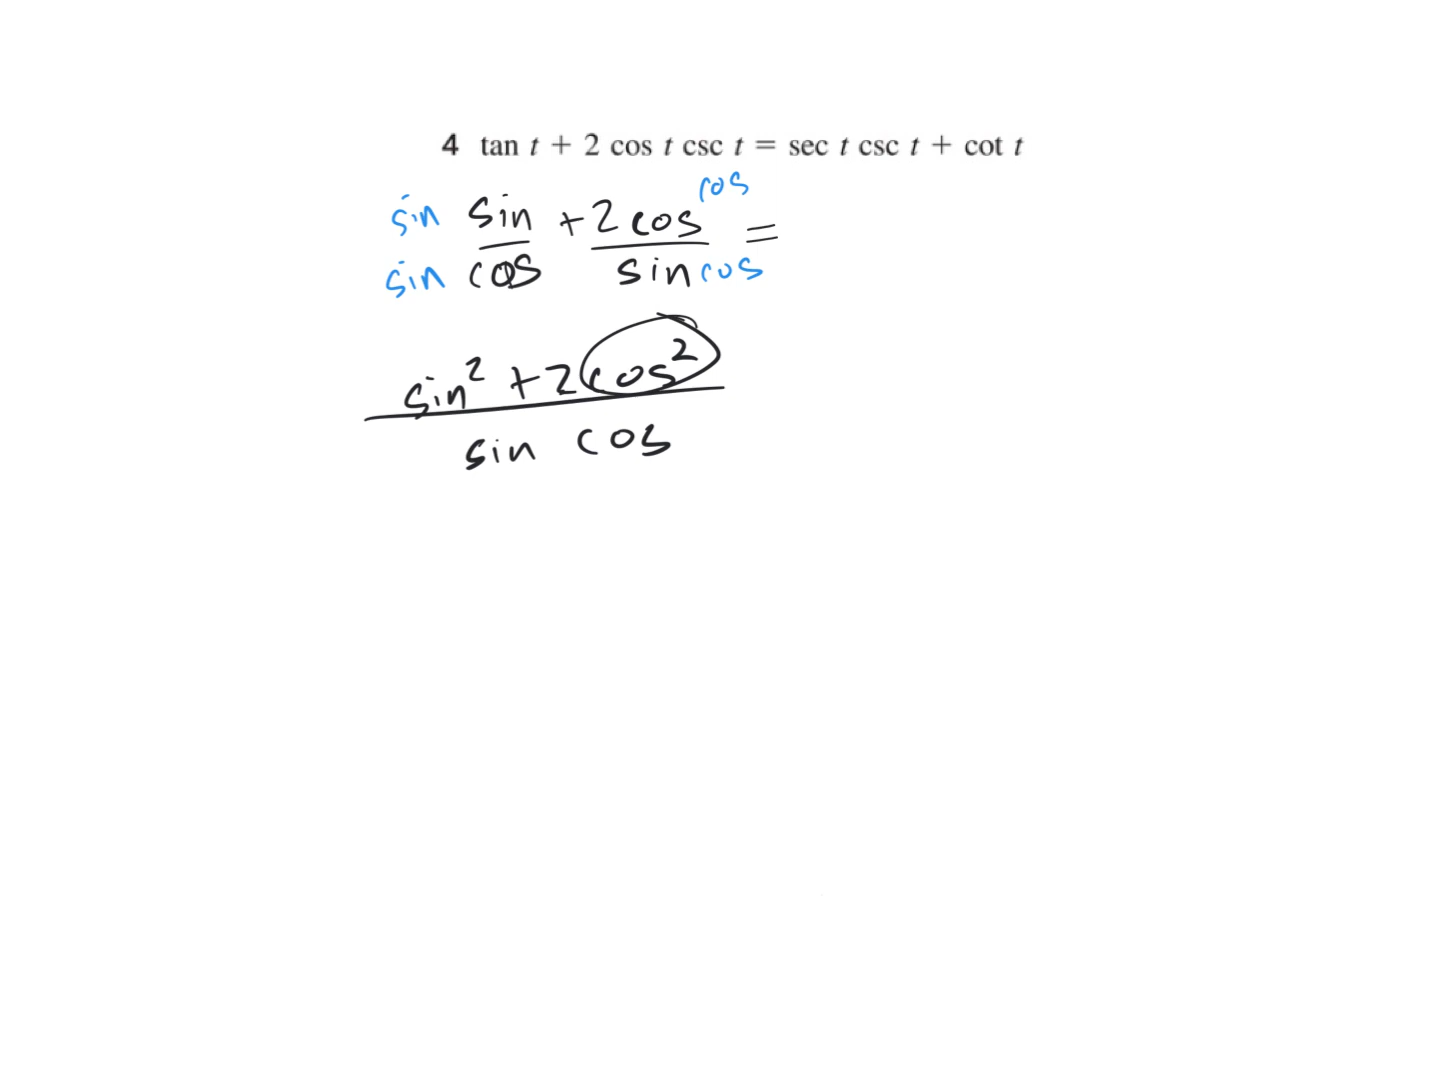 4 tan t + 2 cos t csc t = sec t csc t + cot t
cos
sin sin + 2 cos =
sin cos sin cos
sin² + 2 cos²
sin cos